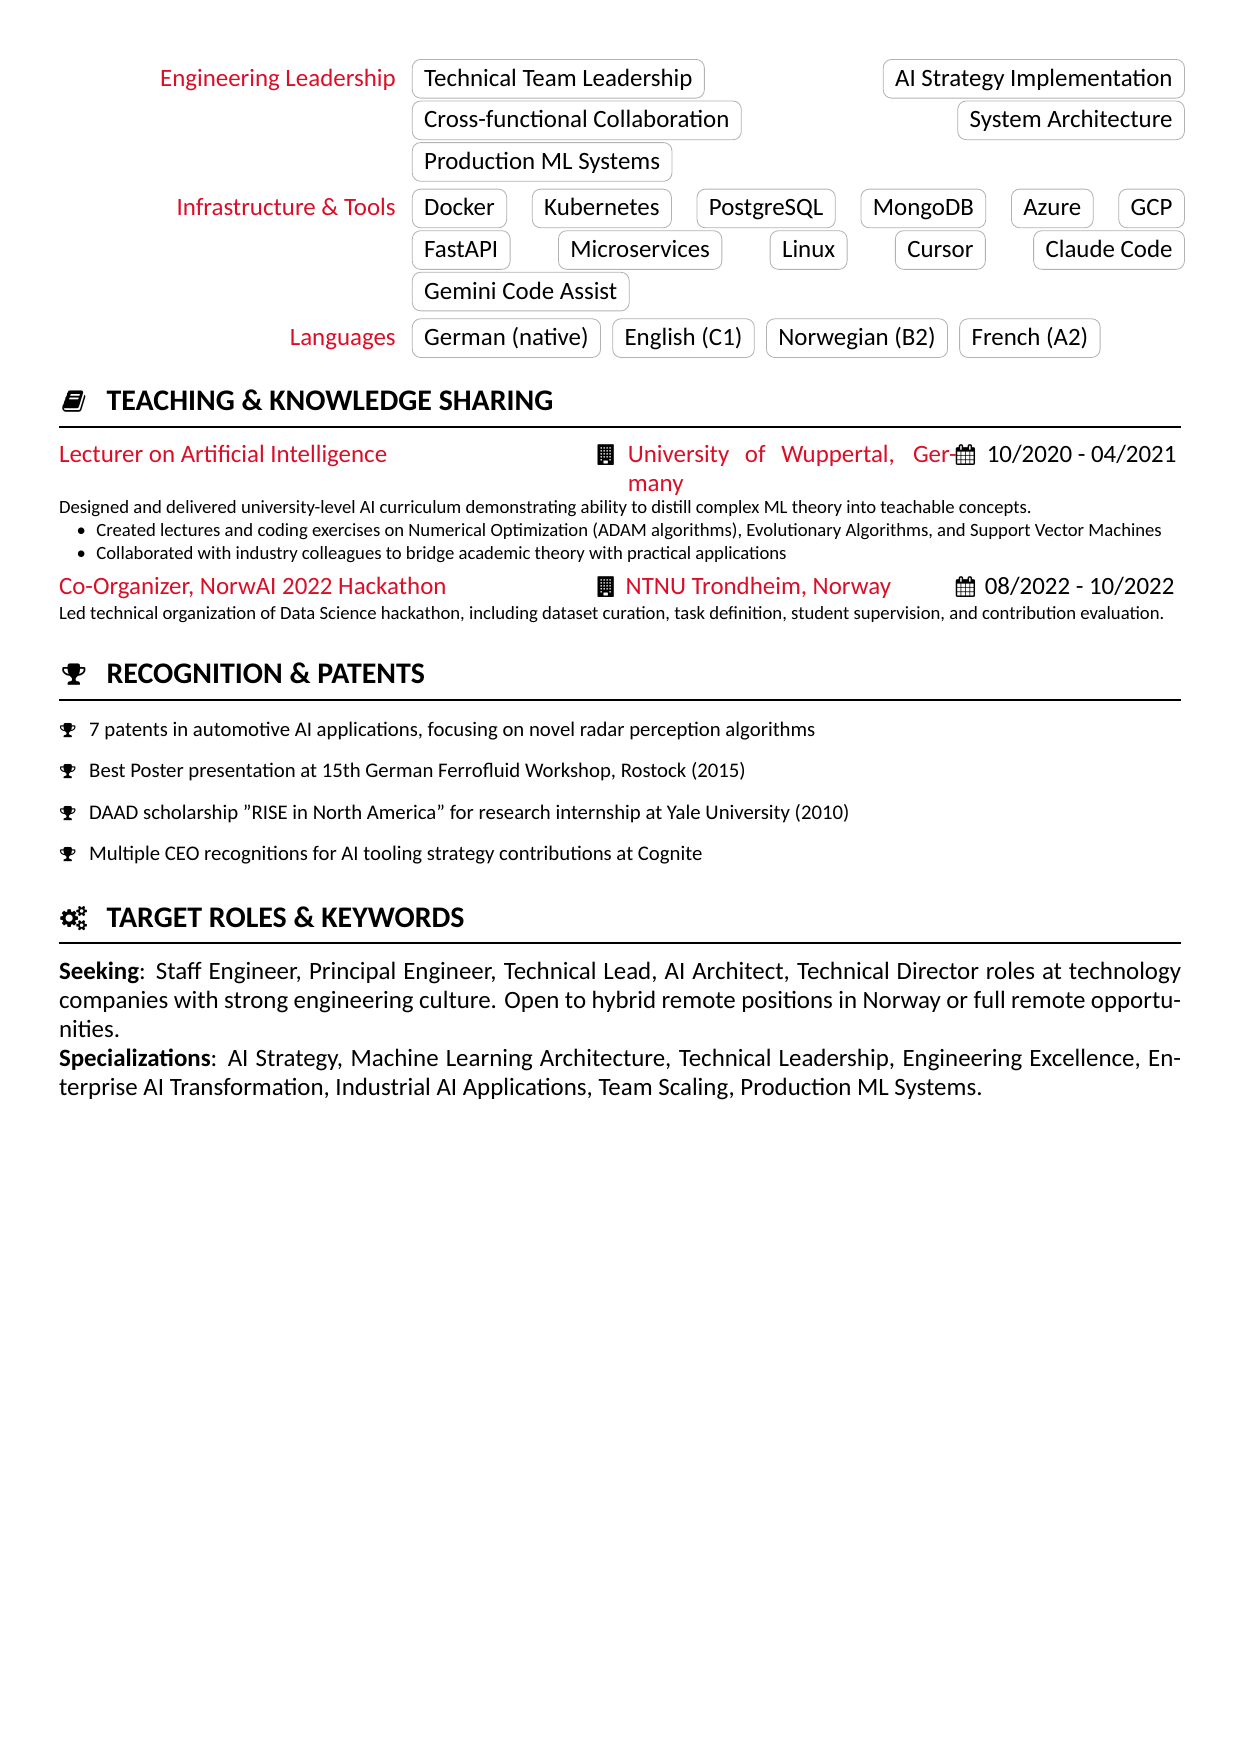 Engineering Leadership Technical Team Leadership AI Strategy Implementation
Cross-functional Collaboration System Architecture
Production ML Systems
Infrastructure & Tools Docker Kubernetes PostgreSQL MongoDB Azure GCP
FastAPI Microservices Linux Cursor Claude Code
Gemini Code Assist
Languages German (native) English (C1) Norwegian (B2) French (A2)
TEACHING & KNOWLEDGE SHARING
Lecturer on Artificial Intelligence University of Wuppertal, Ger- 10/2020 - 04/2021
many
Designed and delivered university-level AI curriculum demonstrating ability to distill complex ML theory into teachable concepts.
• Created lectures and coding exercises on Numerical Optimization (ADAM algorithms), Evolutionary Algorithms, and Support Vector Machines
• Collaborated with industry colleagues to bridge academic theory with practical applications
Co-Organizer, NorwAI 2022 Hackathon NTNU Trondheim, Norway 08/2022 - 10/2022
Led technical organization of Data Science hackathon, including dataset curation, task definition, student supervision, and contribution evaluation.
RECOGNITION & PATENTS
7 patents in automotive AI applications, focusing on novel radar perception algorithms
Best Poster presentation at 15th German Ferrofluid Workshop, Rostock (2015)
DAAD scholarship ”RISE in North America” for research internship at Yale University (2010)
Multiple CEO recognitions for AI tooling strategy contributions at Cognite
TARGET ROLES & KEYWORDS
Seeking: Staff Engineer, Principal Engineer, Technical Lead, AI Architect, Technical Director roles at technology
companies with strong engineering culture. Open to hybrid remote positions in Norway or full remote opportu-
nities.
Specializations: AI Strategy, Machine Learning Architecture, Technical Leadership, Engineering Excellence, En-
terprise AI Transformation, Industrial AI Applications, Team Scaling, Production ML Systems.